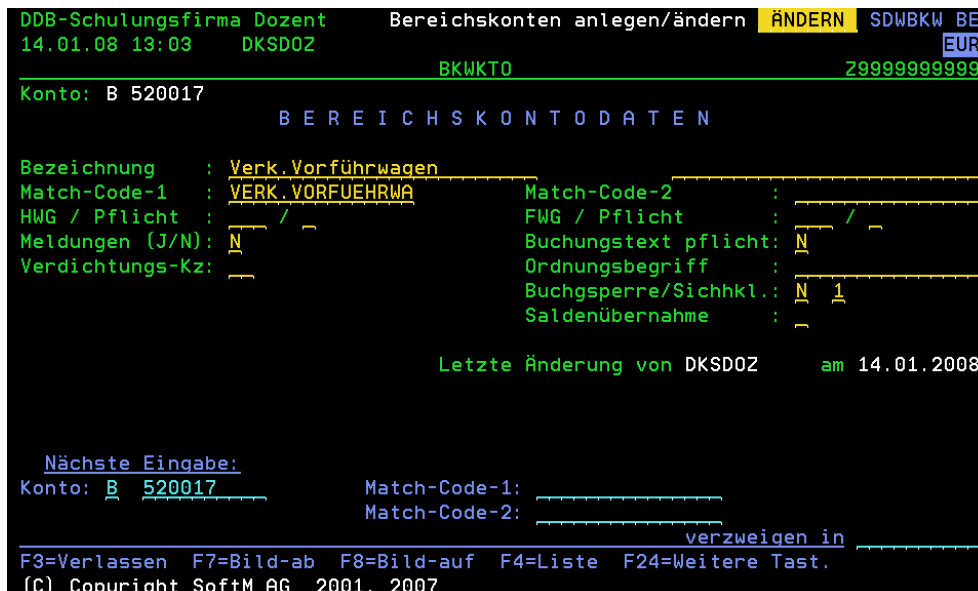 DDB-Schulungsfirma Dozent Bereichskonten anlegen/ändern ÄNDERN SDWBKW BE
14.01.08 13:03 DKSDOZ EUR
BKWKTO Z99999999999
Konto: B 520017
B E R E I C H S K O N T O D A T E N
Bezeichnung : Verk.Vorführwagen
Match-Code-1 : VERK.VORFUEHRWA Match-Code-2 :
HWG / Pflicht : / FWG / Pflicht : /
Meldungen (J/N): N Buchungstext pflicht: N
Verdichtungs-Kz: Ordnungsbegriff :
Buchgsperre/Sichhkl.: N 1
Saldenübernahme :
Letzte Änderung von DKSDOZ am 14.01.2008
Nächste Eingabe:
Konto: B 520017 Match-Code-1:
Match-Code-2:
verzweigen in
F3=Verlassen F7=Bild-ab F8=Bild-auf F4=Liste F24=Weitere Tast.
(C) Copyright SoftM AG 2001, 2007